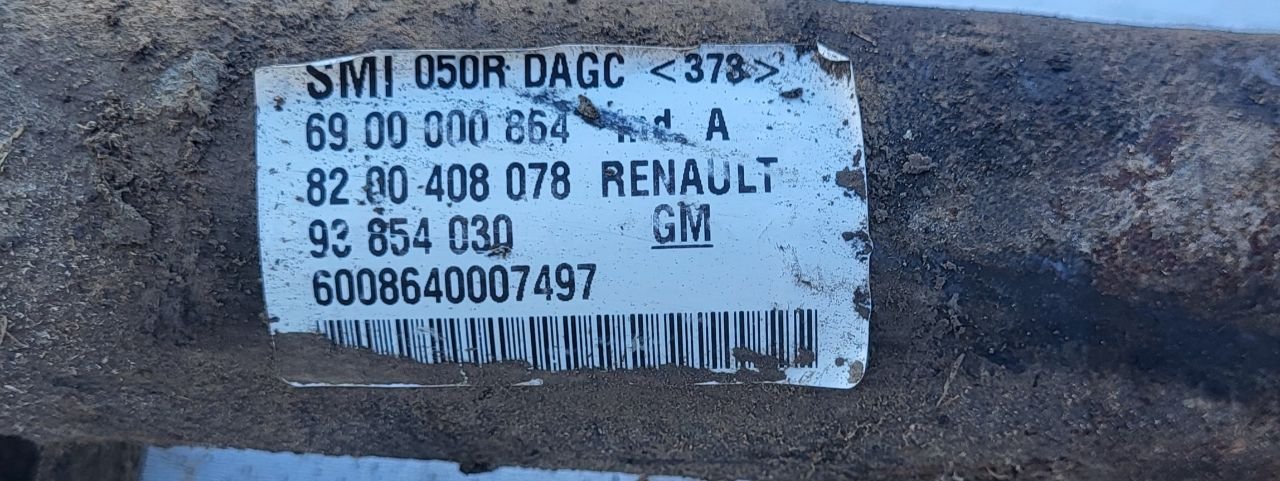 SMI 050R DAGC <373>
69 00 000 864 A
82 00 408 078 RENAULT
93 854 030 GM
6008640007497